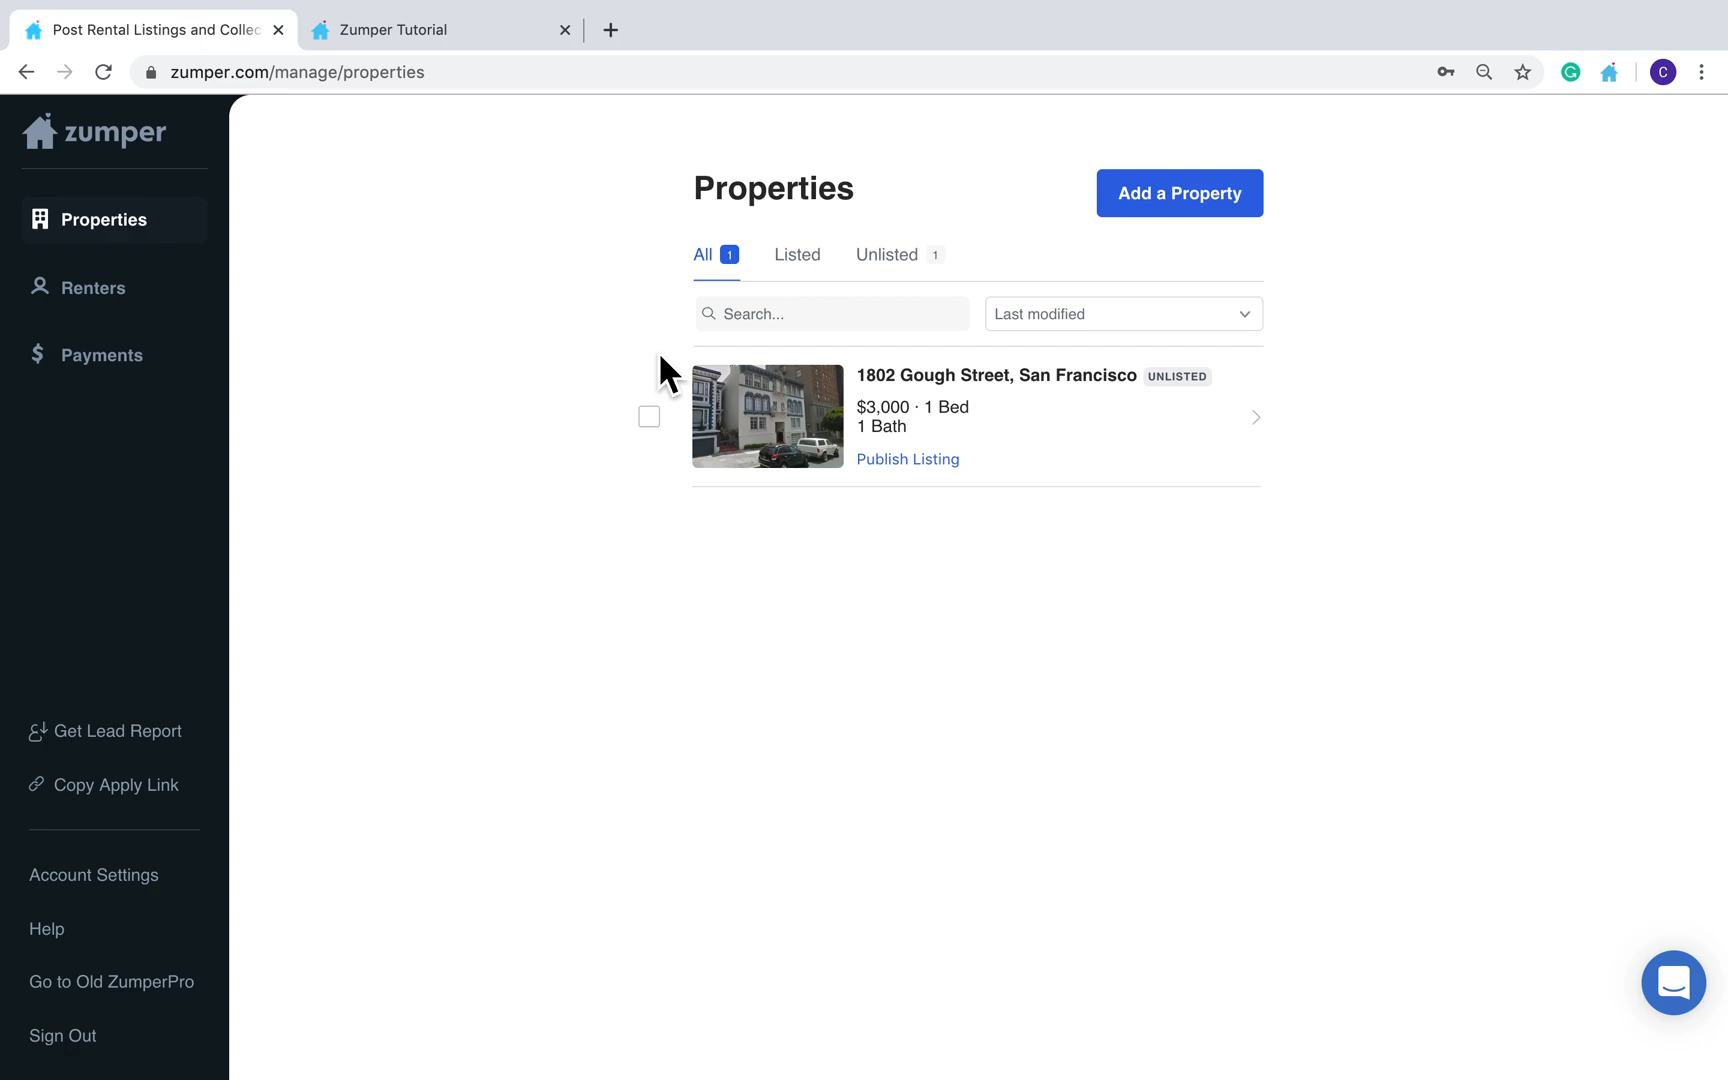 Post Rental Listings and Collec
Zumper Tutorial
zumper.com/manage/properties
C
zumper
Properties
Renters
Payments
Get Lead Report
Copy Apply Link
Account Settings
Help
Go to Old ZumperPro
Sign Out
Properties
Add a Property
All 1 Listed Unlisted 1
Search... Last modified
1802 Gough Street, San Francisco UNLISTED
$3,000 · 1 Bed
1 Bath
Publish Listing